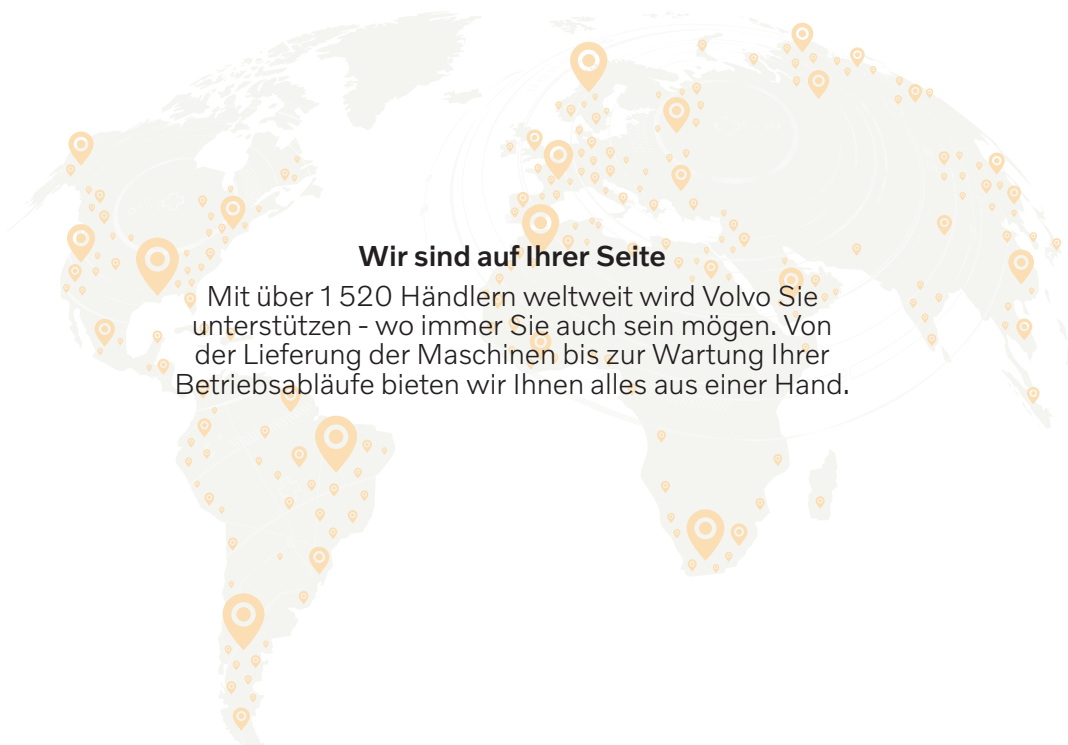 Wir sind auf Ihrer Seite
Mit über 1 520 Händlern weltweit wird Volvo Sie
unterstützen - wo immer Sie auch sein mögen. Von
der Lieferung der Maschinen bis zur Wartung Ihrer
Betriebsabläufe bieten wir Ihnen alles aus einer Hand.